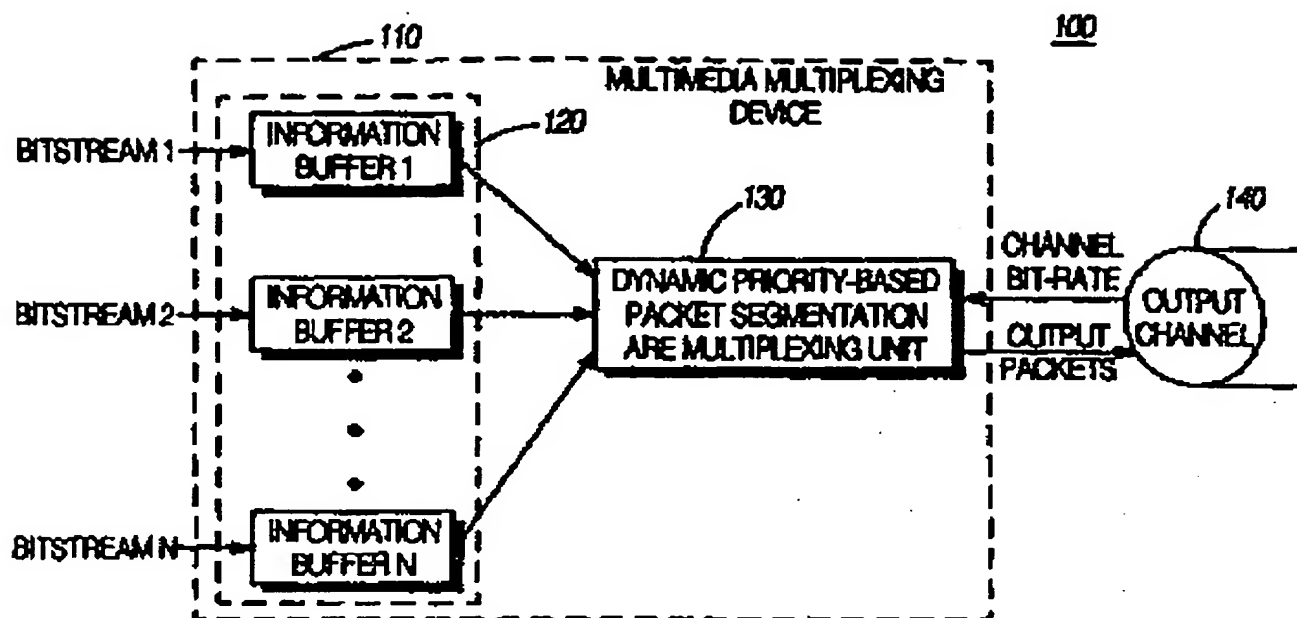 100
110
MULTIMEDIA MULTIPLEXING
DEVICE
120
BITSTREAM 1
INFORMATION
BUFFER 1
130
140
CHANNEL
BIT-RATE
DYNAMIC PRIORITY-BASED
PACKET SEGMENTATION
ARE MULTIPLEXING UNIT
OUTPUT
CHANNEL
OUTPUT
PACKETS
BITSTREAM 2
INFORMATION
BUFFER 2
BITSTREAM N
INFORMATION
BUFFER N